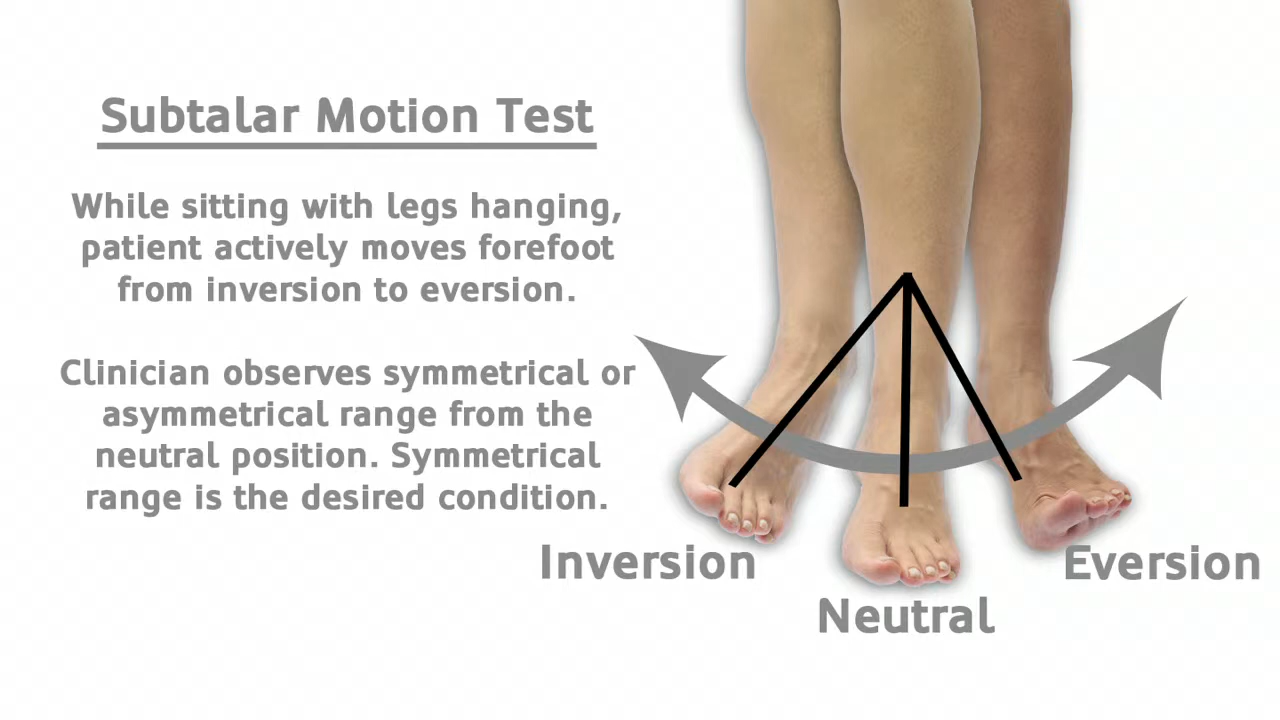 Subtalar Motion Test
While sitting with legs hanging,
patient actively moves forefoot
from inversion to eversion.
Clinician observes symmetrical or
asymmetrical range from the
neutral position. Symmetrical
range is the desired condition.
Inversion
Neutral
Eversion